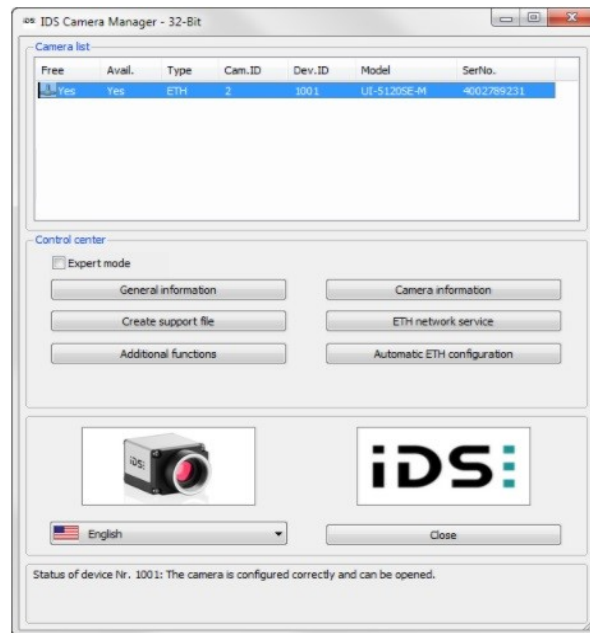 IDS IDS Camera Manager - 32-Bit
Camera list
Free Avail. Type Cam.ID Dev.ID Model SerNo.
Yes Yes ETH 2 1001 UI-5120SE-M 4002789231
Control center
Expert mode
General information Camera information
Create support file ETH network service
Additional functions Automatic ETH configuration
iDS: iDS:
English Close
Status of device Nr. 1001: The camera is configured correctly and can be opened.